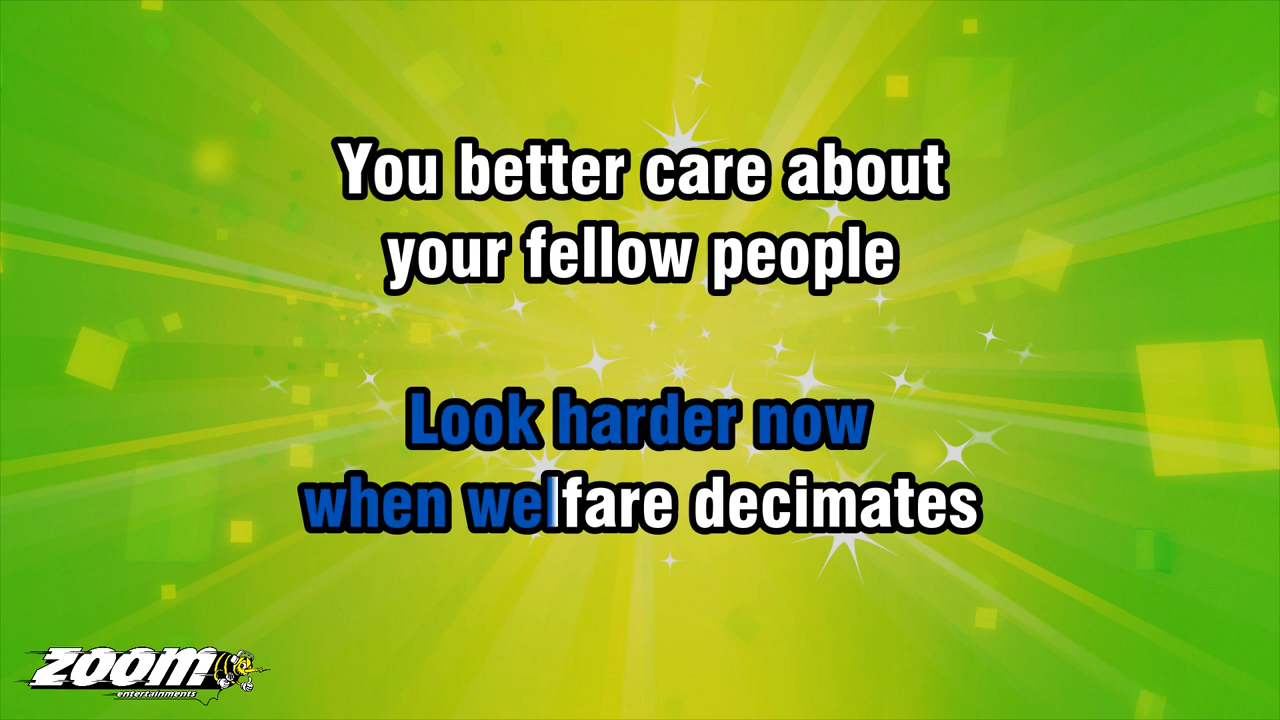 You better care about
your fellow people
Look harder now
when welfare decimates
zoom
entertainments